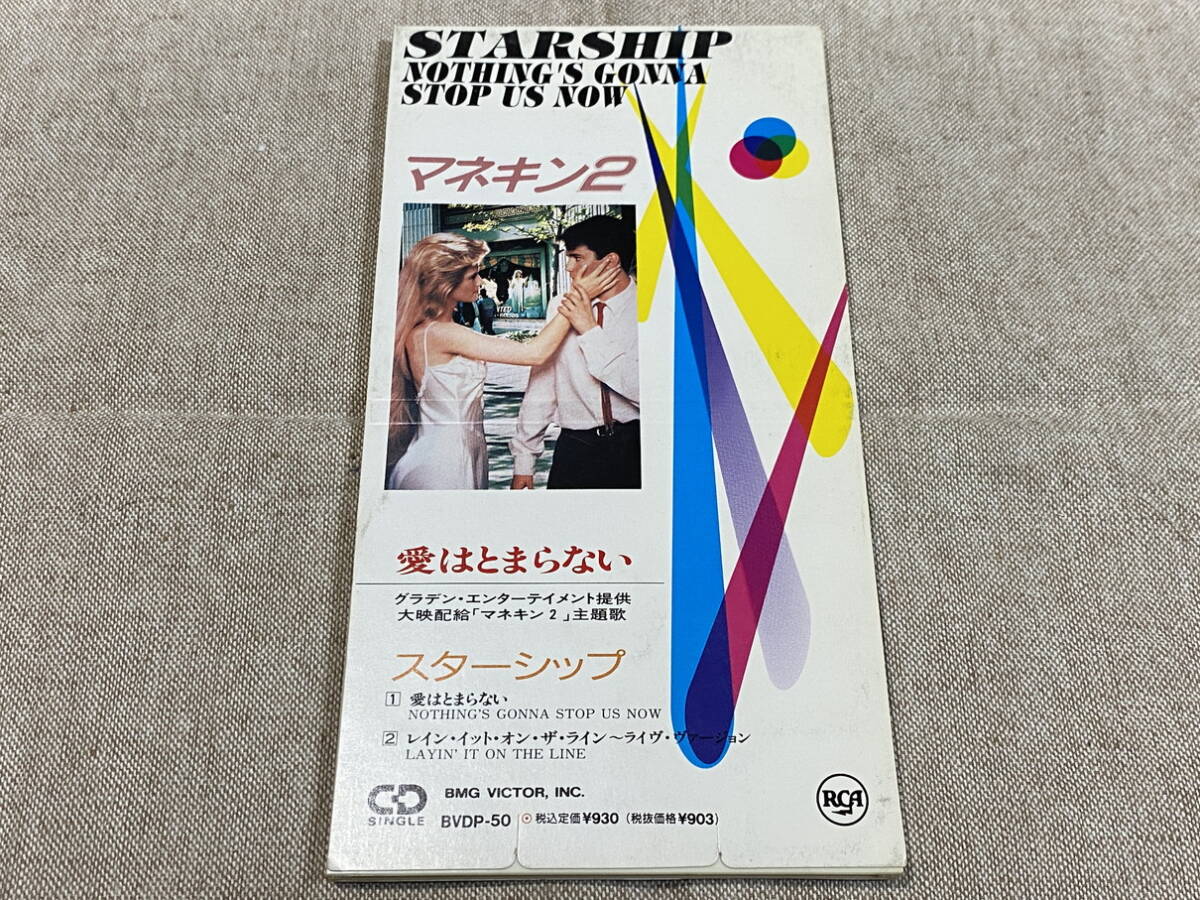 STARSHIP
NOTHING'S GONNA
STOP US NOW
マネキン2
愛はとまらない
グラデン・エンターテイメント提供
大映配給「マネキン2」主題歌
スターシップ
1 愛はとまらない
NOTHING'S GONNA STOP US NOW
2 レイン・イット・オン・ザ・ライン〜ライヴ・ヴァージョン
LAYIN' IT ON THE LINE
CD
SINGLE
BMG VICTOR, INC.
BVDP-50 税込定価¥930(税抜価格¥903)
RCA